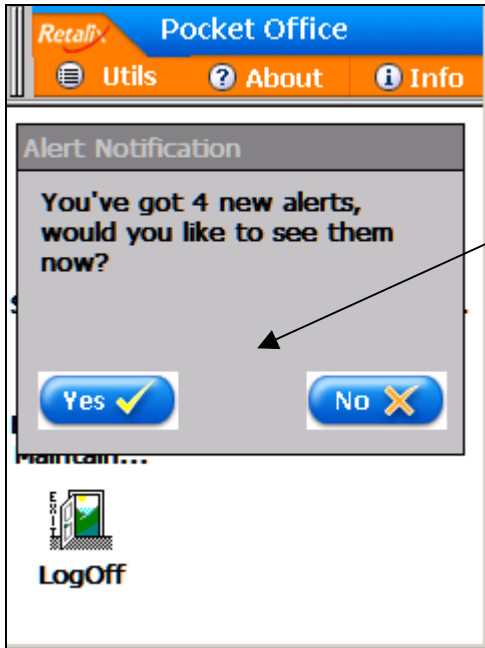 Retalix Pocket Office
Utils About Info
Alert Notification
You've got 4 new alerts,
would you like to see them
now?
Yes No
Maintain...
EXIT
LogOff